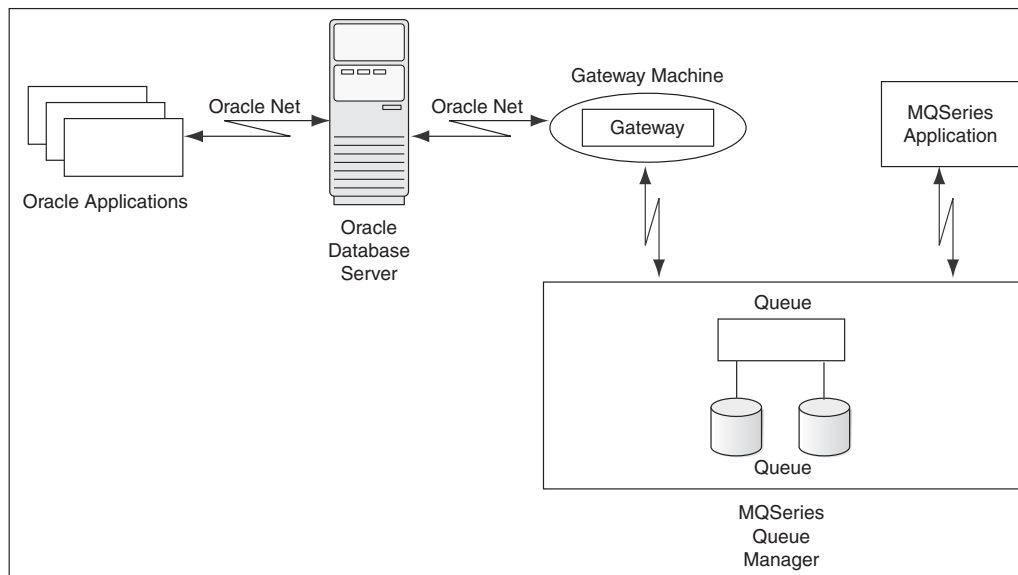 Gateway Machine
Oracle Net
Oracle Net
Gateway
MQSeries
Application
Oracle Applications
Oracle
Database
Server
Queue
Queue
MQSeries
Queue
Manager